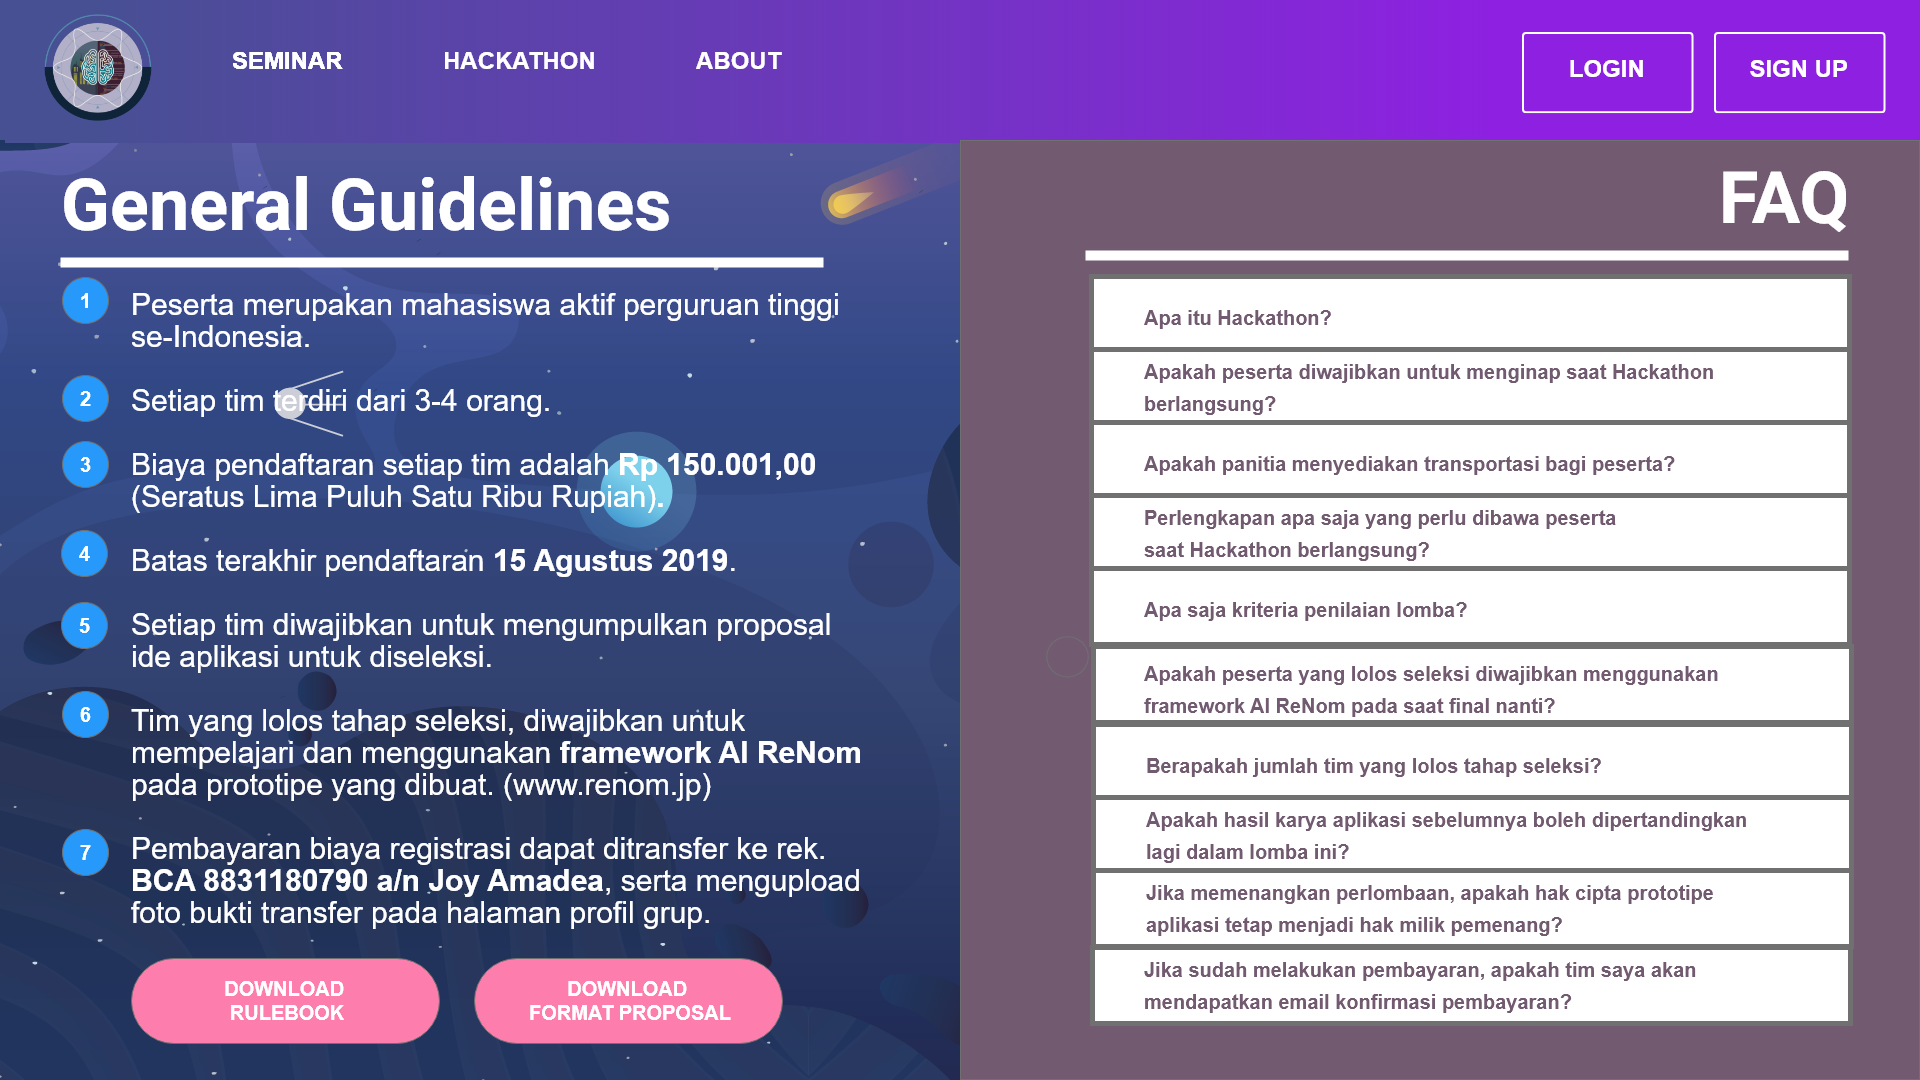 SEMINAR
HACKATHON
ABOUT
LOGIN
SIGN UP
General Guidelines
1
Peserta merupakan mahasiswa aktif perguruan tinggi
se-Indonesia.
2
Setiap tim terdiri dari 3-4 orang.
3
Biaya pendaftaran setiap tim adalah Rp 150.001,00
(Seratus Lima Puluh Satu Ribu Rupiah).
4
Batas terakhir pendaftaran 15 Agustus 2019.
5
Setiap tim diwajibkan untuk mengumpulkan proposal
ide aplikasi untuk diseleksi.
6
Tim yang lolos tahap seleksi, diwajibkan untuk
mempelajari dan menggunakan framework AI ReNom
pada prototipe yang dibuat. (www.renom.jp)
7
Pembayaran biaya registrasi dapat ditransfer ke rek.
BCA 8831180790 a/n Joy Amadea, serta mengupload
foto bukti transfer pada halaman profil grup.
DOWNLOAD
RULEBOOK
DOWNLOAD
FORMAT PROPOSAL
FAQ
Apa itu Hackathon?
Apakah peserta diwajibkan untuk menginap saat Hackathon
berlangsung?
Apakah panitia menyediakan transportasi bagi peserta?
Perlengkapan apa saja yang perlu dibawa peserta
saat Hackathon berlangsung?
Apa saja kriteria penilaian lomba?
Apakah peserta yang lolos seleksi diwajibkan menggunakan
framework AI ReNom pada saat final nanti?
Berapakah jumlah tim yang lolos tahap seleksi?
Apakah hasil karya aplikasi sebelumnya boleh dipertandingkan
lagi dalam lomba ini?
Jika memenangkan perlombaan, apakah hak cipta prototipe
aplikasi tetap menjadi hak milik pemenang?
Jika sudah melakukan pembayaran, apakah tim saya akan
mendapatkan email konfirmasi pembayaran?